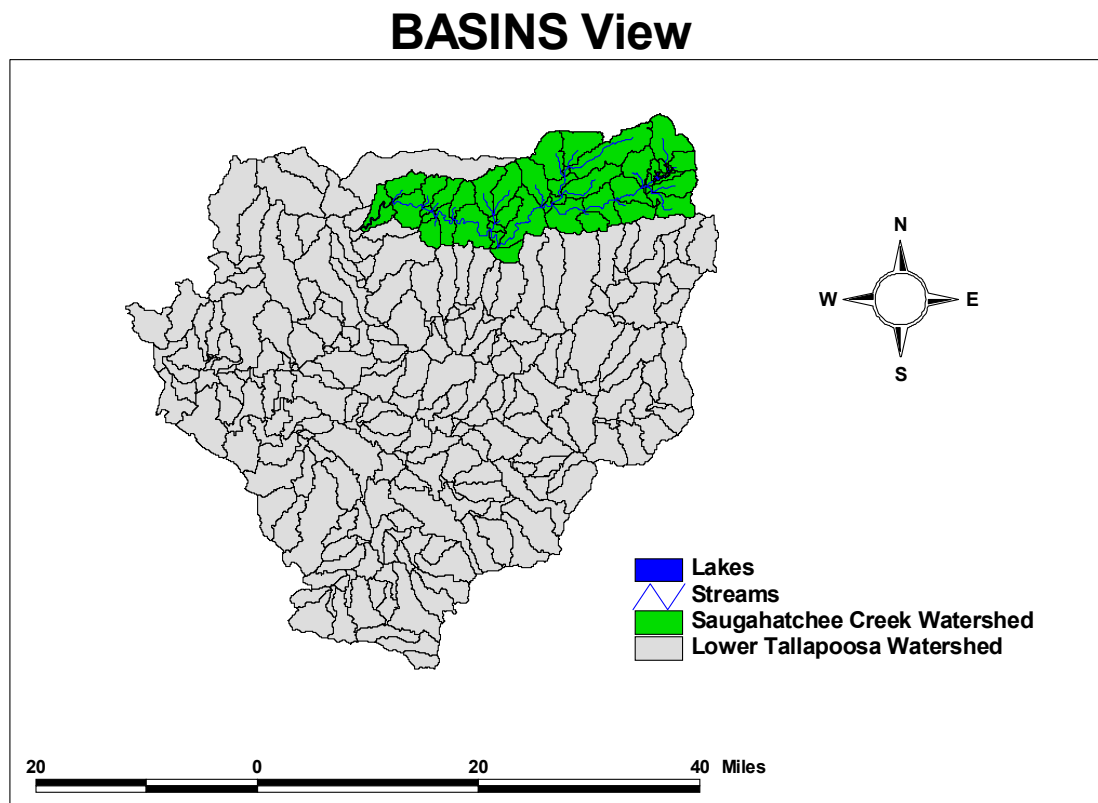 BASINS View
N
W E
S
Lakes
Streams
Saugahatchee Creek Watershed
Lower Tallapoosa Watershed
20 0 20 40 Miles